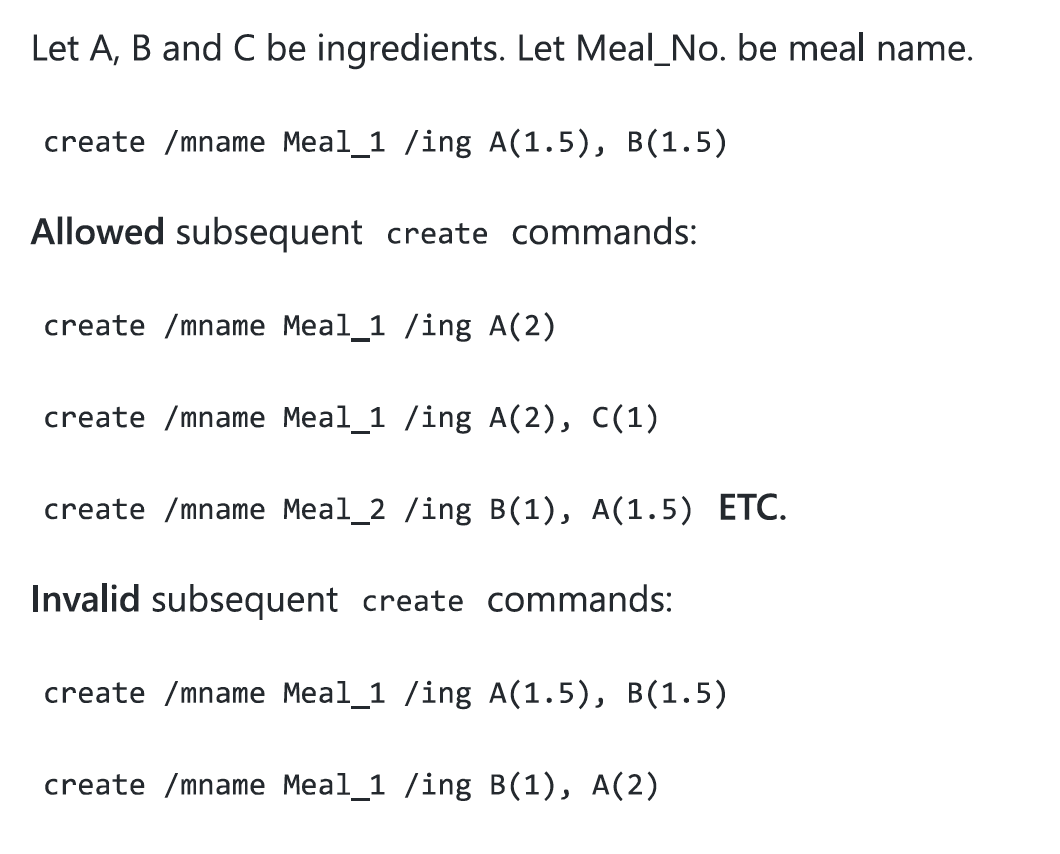 Let A, B and C be ingredients. Let Meal_No. be meal name.
create /mname Meal_1 /ing A(1.5), B(1.5)
Allowed subsequent create commands:
create /mname Meal_1 /ing A(2)
create /mname Meal_1 /ing A(2), C(1)
create /mname Meal_2 /ing B(1), A(1.5) ETC.
Invalid subsequent create commands:
create /mname Meal_1 /ing A(1.5), B(1.5)
create /mname Meal_1 /ing B(1), A(2)